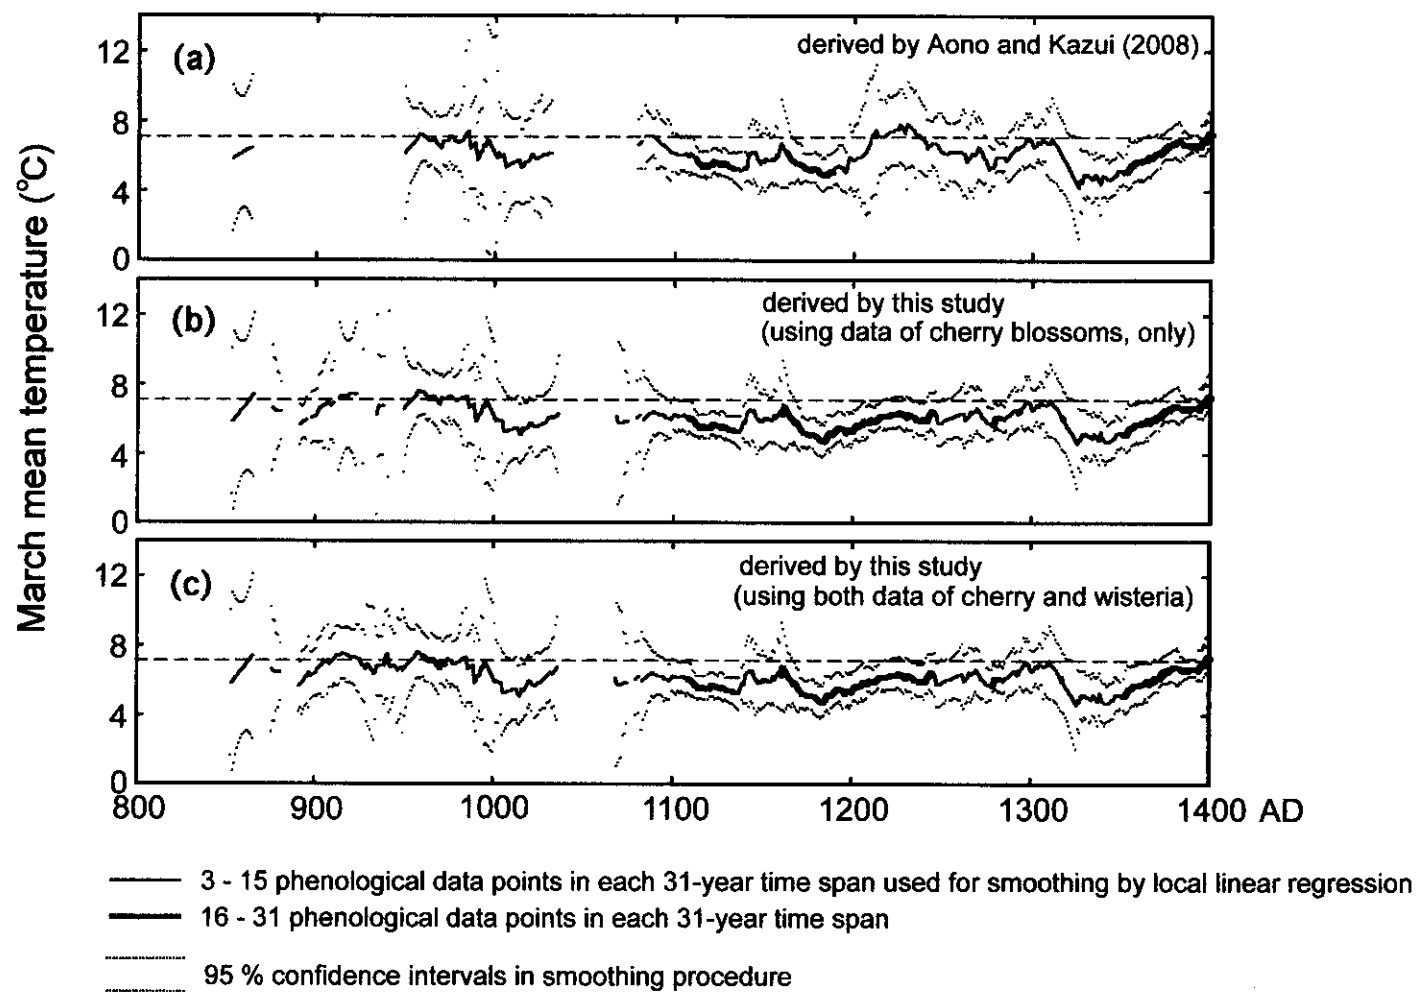 March mean temperature (°C)
(a)
derived by Aono and Kazui (2008)
12
8
4
0
(b)
derived by this study
(using data of cherry blossoms, only)
12
8
4
0
(c)
derived by this study
(using both data of cherry and wisteria)
12
8
4
0
800 900 1000 1100 1200 1300 1400 AD
3 - 15 phenological data points in each 31-year time span used for smoothing by local linear regression
16 - 31 phenological data points in each 31-year time span
95 % confidence intervals in smoothing procedure